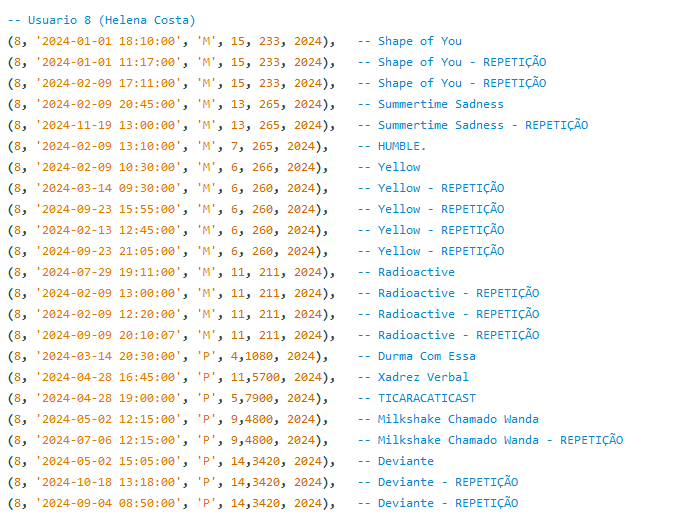 -- Usuario 8 (Helena Costa)
(8, '2024-01-01 18:10:00', 'M', 15, 233, 2024),   -- Shape of You
(8, '2024-01-01 11:17:00', 'M', 15, 233, 2024),   -- Shape of You - REPETIÇÃO
(8, '2024-02-09 17:11:00', 'M', 15, 233, 2024),   -- Shape of You - REPETIÇÃO
(8, '2024-02-09 20:45:00', 'M', 13, 265, 2024),   -- Summertime Sadness
(8, '2024-11-19 13:00:00', 'M', 13, 265, 2024),   -- Summertime Sadness - REPETIÇÃO
(8, '2024-02-09 13:10:00', 'M', 7, 265, 2024),    -- HUMBLE.
(8, '2024-02-09 10:30:00', 'M', 6, 266, 2024),    -- Yellow
(8, '2024-03-14 09:30:00', 'M', 6, 260, 2024),    -- Yellow - REPETIÇÃO
(8, '2024-09-23 15:55:00', 'M', 6, 260, 2024),    -- Yellow - REPETIÇÃO
(8, '2024-02-13 12:45:00', 'M', 6, 260, 2024),    -- Yellow - REPETIÇÃO
(8, '2024-09-23 21:05:00', 'M', 6, 260, 2024),    -- Yellow - REPETIÇÃO
(8, '2024-07-29 19:11:00', 'M', 11, 211, 2024),   -- Radioactive
(8, '2024-02-09 13:00:00', 'M', 11, 211, 2024),   -- Radioactive - REPETIÇÃO
(8, '2024-02-09 12:20:00', 'M', 11, 211, 2024),   -- Radioactive - REPETIÇÃO
(8, '2024-09-09 20:10:07', 'M', 11, 211, 2024),   -- Radioactive - REPETIÇÃO
(8, '2024-03-14 20:30:00', 'P', 4,1080, 2024),    -- Durma Com Essa
(8, '2024-04-28 16:45:00', 'P', 11,5700, 2024),   -- Xadrez Verbal
(8, '2024-04-28 19:00:00', 'P', 5,7900, 2024),    -- TICARACATICAST
(8, '2024-05-02 12:15:00', 'P', 9,4800, 2024),    -- Milkshake Chamado Wanda
(8, '2024-07-06 12:15:00', 'P', 9,4800, 2024),    -- Milkshake Chamado Wanda - REPETIÇÃO
(8, '2024-05-02 15:05:00', 'P', 14,3420, 2024),   -- Deviante
(8, '2024-10-18 13:18:00', 'P', 14,3420, 2024),   -- Deviante - REPETIÇÃO
(8, '2024-09-04 08:50:00', 'P', 14,3420, 2024),   -- Deviante - REPETIÇÃO